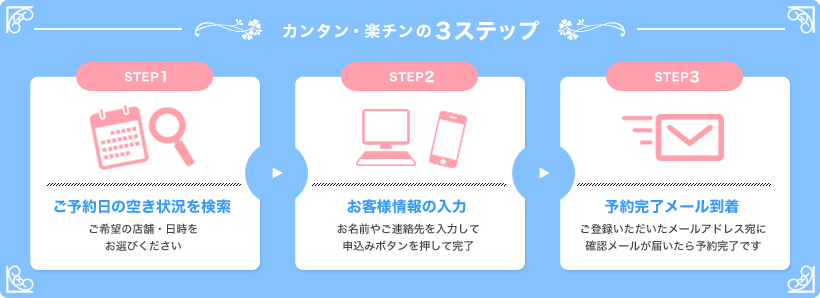 カンタン・楽チンの3ステップ
STEP1
ご予約日の空き状況を検索
ご希望の店舗・日時を
お選びください
STEP2
お客様情報の入力
お名前やご連絡先を入力して
申込みボタンを押して完了
STEP3
予約完了メール到着
ご登録いただいたメールアドレス宛に
確認メールが届いたら予約完了です